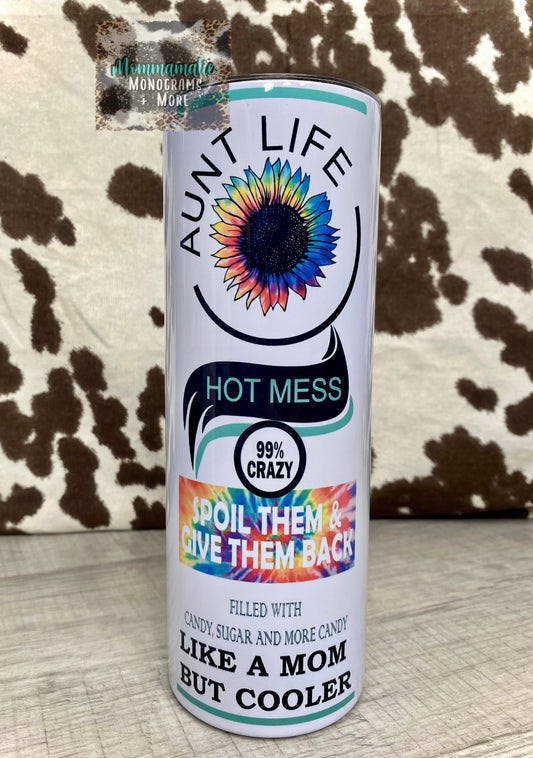 Mommamatie
Monograms
+ More
AUNT LIFE
HOT MESS
99%
CRAZY
SPOIL THEM &
GIVE THEM BACK
FILLED WITH
CANDY, SUGAR AND MORE CANDY
LIKE A MOM
BUT COOLER